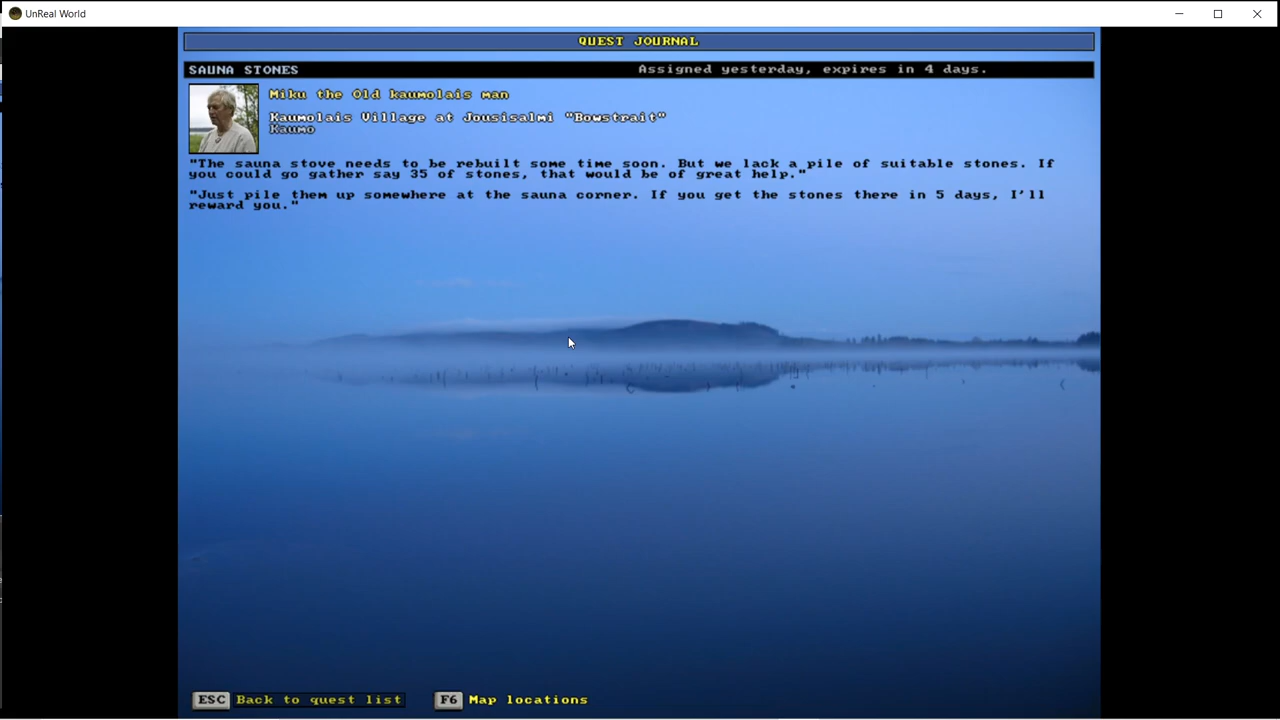 UnReal World
QUEST JOURNAL
SAUNA STONES Assigned yesterday, expires in 4 days.
Miku the Old kaumolais man
Kaumolais Village at Jousisalmi "Bowstrait"
Kaumo
"The sauna stove needs to be rebuilt some time soon. But we lack a pile of suitable stones. If
you could go gather say 35 of stones, that would be of great help."
"Just pile them up somewhere at the sauna corner. If you get the stones there in 5 days, I'll
reward you."
ESC Back to quest list F6 Map locations